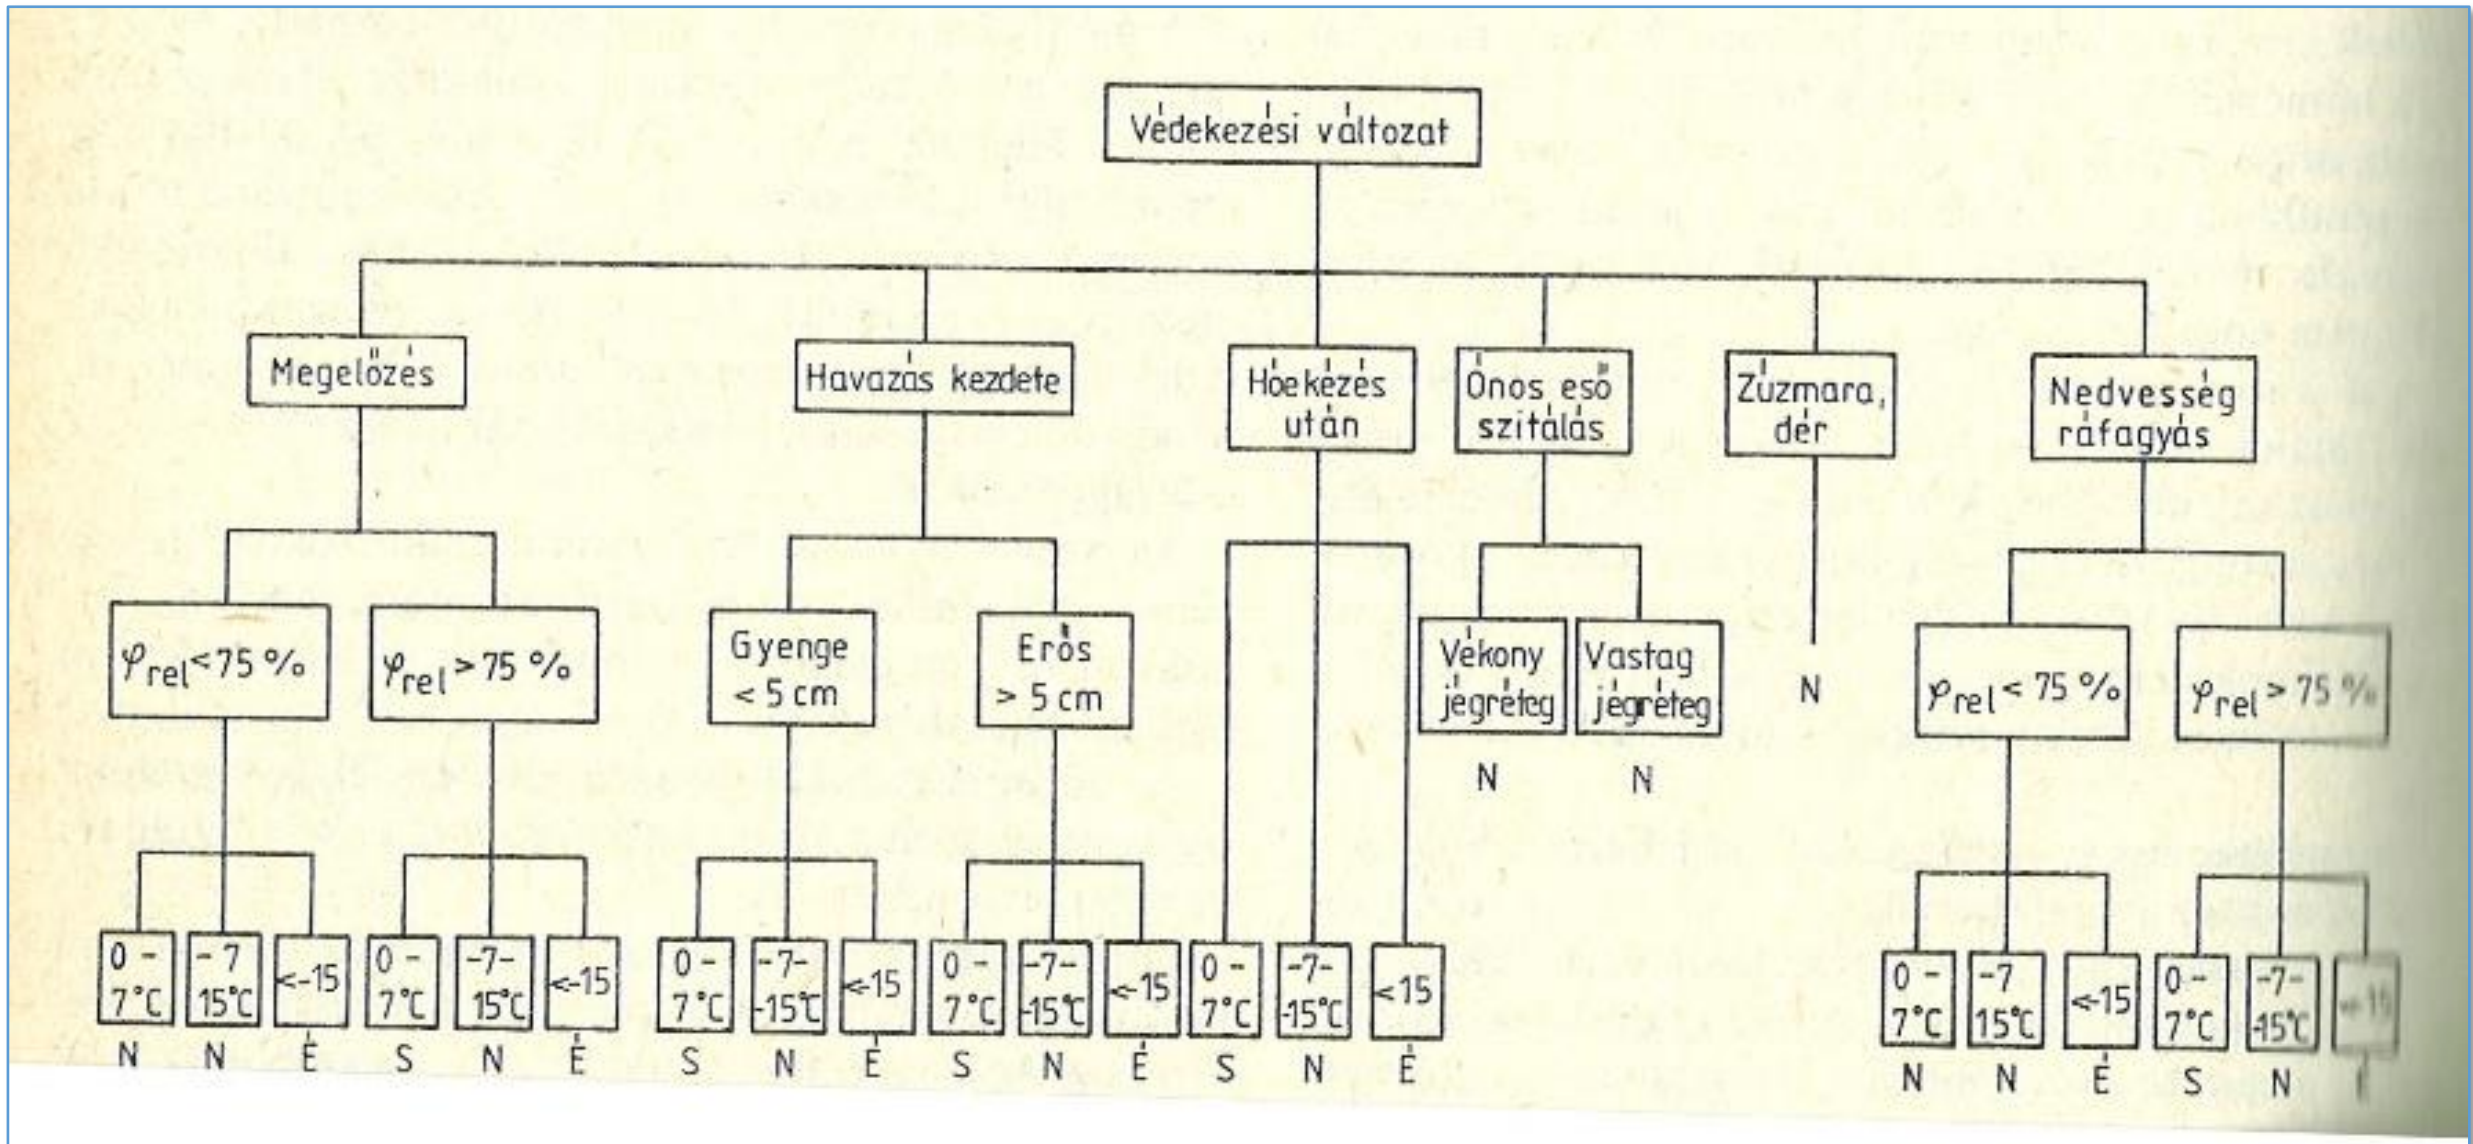 Védekezési változat
Megelőzés
Havazás kezdete
Hóekézés
után
Ónos eső
szitálás
Zúzmara,
dér
Nedvesség
ráfagyás
φrel < 75 %
φrel > 75 %
Gyenge
< 5 cm
Erős
> 5 cm
Vékony
jégréteg
Vastag
jégréteg
N
φrel < 75 %
φrel > 75 %
N
N
0 -
7°C
- 7
15°C
<-15
0 -
7°C
-7-
15°C
<-15
0 -
7°C
-7-
-15°C
<-15
0 -
7°C
-7-
-15°C
<-15
0 -
7°C
-7-
-15°C
<15
0 -
7°C
-7
15°C
<-15
0 -
7°C
-7-
-15°C
N
N
É
S
N
É
S
N
É
S
N
É
S
N
É
N
N
É
S
N